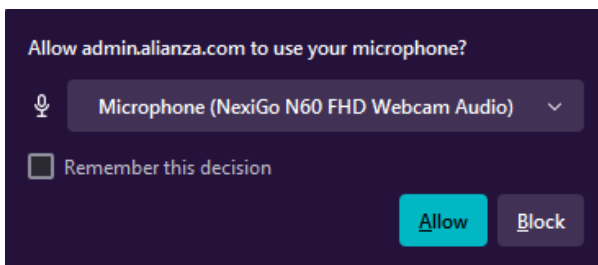 Allow admin.alianza.com to use your microphone?
Microphone (NexiGo N60 FHD Webcam Audio)
Remember this decision
Allow
Block